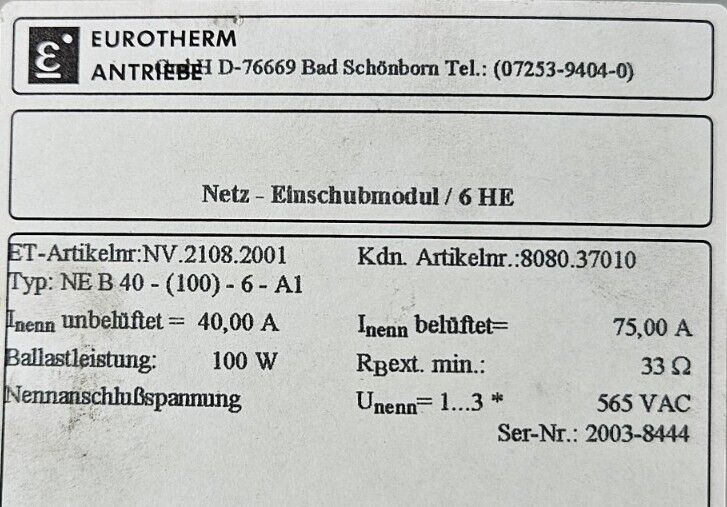 EUROTHERM
ANTRIEBE GmbH D-76669 Bad Schönborn Tel.: (07253-9404-0)
Netz - Einschubmodul / 6 HE
ET-Artikelnr:NV.2108.2001 Kdn. Artikelnr.:8080.37010
Typ: NE B 40 - (100) - 6 - A1
Inenn unbelüftet = 40,00 A Inenn belüftet= 75,00 A
Ballastleistung: 100 W RBext. min.: 33 Ω
Nennanschlußspannung Unenn= 1...3 * 565 VAC
Ser-Nr.: 2003-8444